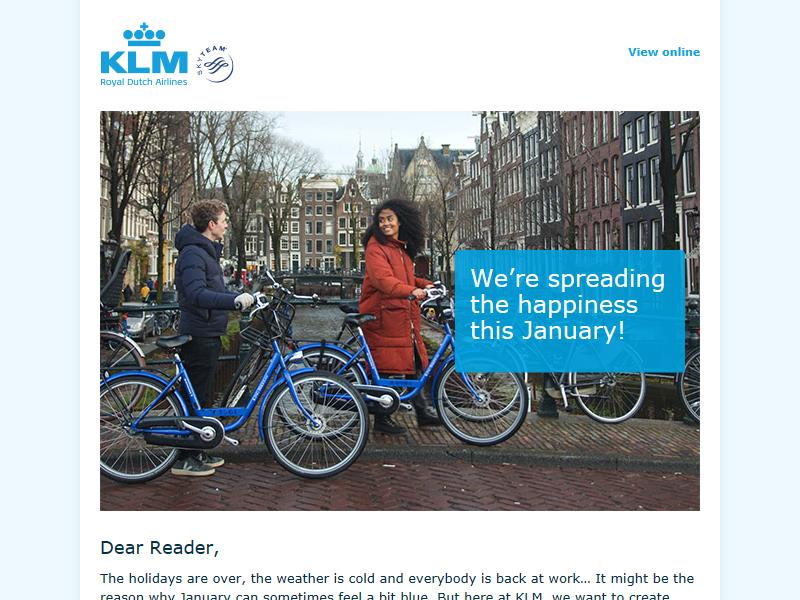 KLM
Royal Dutch Airlines
SKYTEAM
View online
We’re spreading
the happiness
this January!
Dear Reader,
The holidays are over, the weather is cold and everybody is back at work… It might be the
reason why January can sometimes feel a bit blue. But here at KLM, we want to create